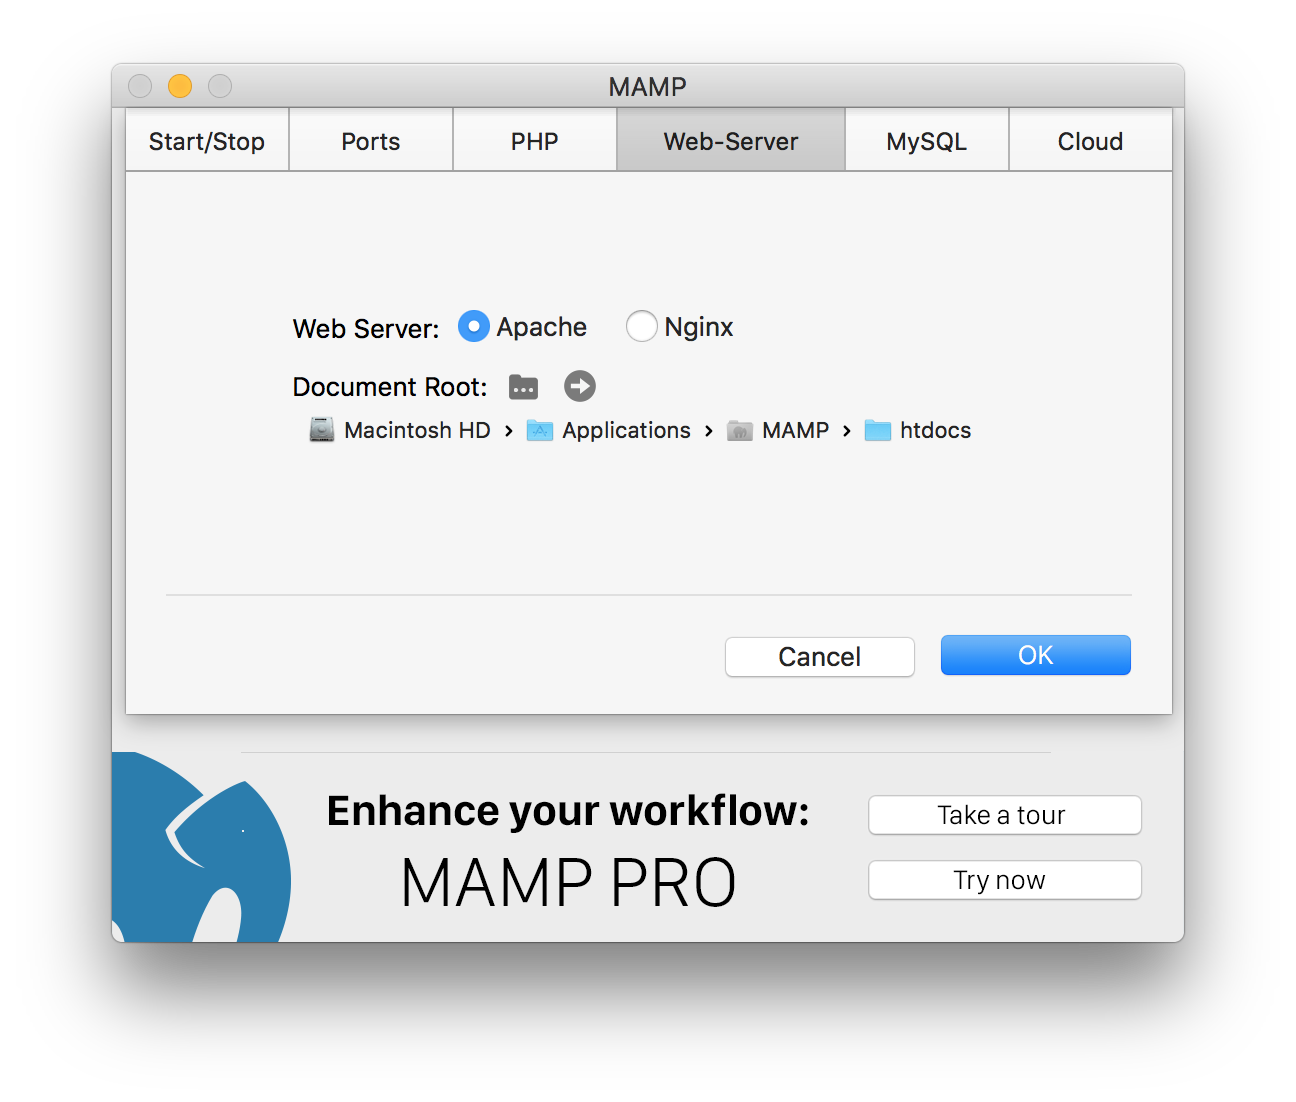 MAMP
Start/Stop Ports PHP Web-Server MySQL Cloud
Web Server: Apache Nginx
Document Root:
Macintosh HD › Applications › MAMP › htdocs
Cancel OK
Enhance your workflow:
MAMP PRO
Take a tour
Try now